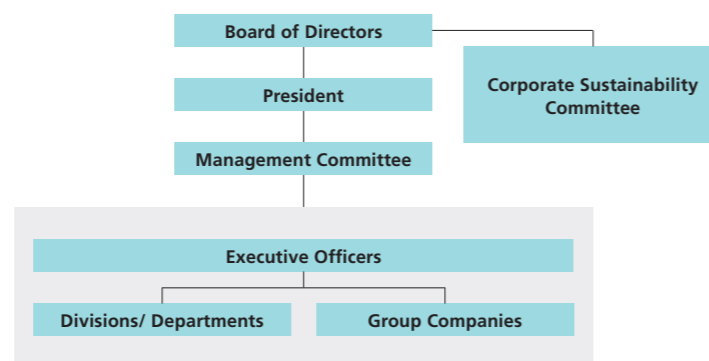 Board of Directors
Corporate Sustainability
Committee
President
Management Committee
Executive Officers
Divisions/ Departments
Group Companies